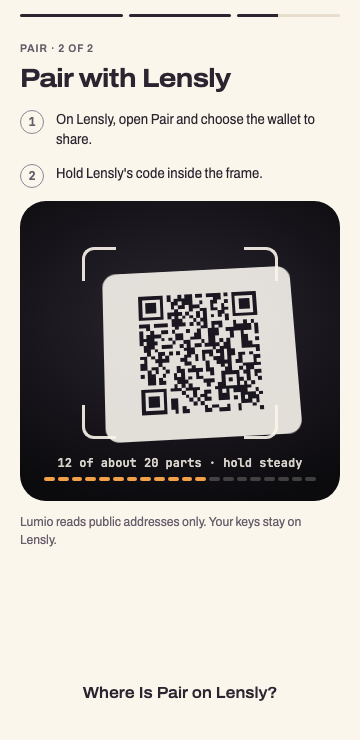 PAIR · 2 OF 2
Pair with Lensly
1 On Lensly, open Pair and choose the wallet to
share.
2 Hold Lensly's code inside the frame.
12 of about 20 parts · hold steady
Lumio reads public addresses only. Your keys stay on
Lensly.
Where Is Pair on Lensly?